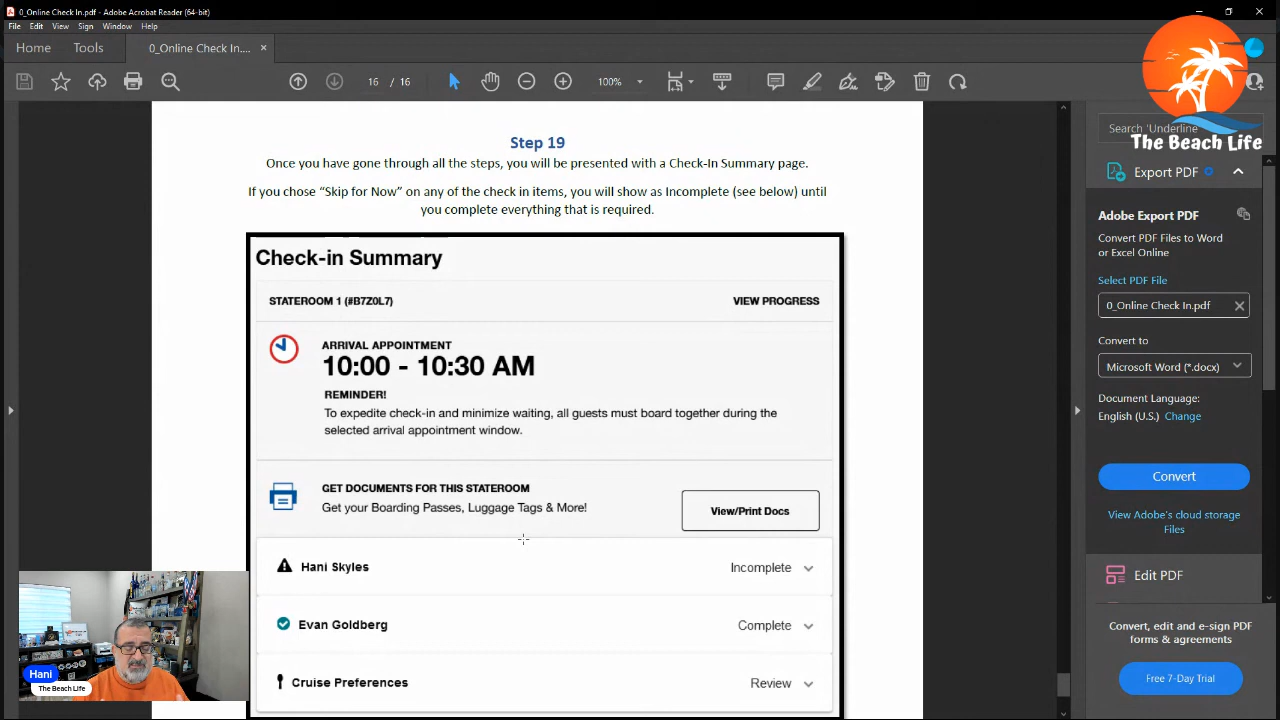 0_Online Check In.pdf - Adobe Acrobat Reader (64-bit)
File Edit View Sign Window Help
Home Tools 0_Online Check In.... ×
16 / 16 100%
The Beach Life
Search 'Underline
Step 19
Once you have gone through all the steps, you will be presented with a Check-In Summary page.
If you chose “Skip for Now” on any of the check in items, you will show as Incomplete (see below) until
you complete everything that is required.
Check-in Summary
STATEROOM 1 (#B7Z0L7) VIEW PROGRESS
ARRIVAL APPOINTMENT
10:00 - 10:30 AM
REMINDER!
To expedite check-in and minimize waiting, all guests must board together during the
selected arrival appointment window.
GET DOCUMENTS FOR THIS STATEROOM
Get your Boarding Passes, Luggage Tags & More!
View/Print Docs
Hani Skyles Incomplete
Evan Goldberg Complete
Cruise Preferences Review
Export PDF
Adobe Export PDF
Convert PDF Files to Word
or Excel Online
Select PDF File
0_Online Check In.pdf
Convert to
Microsoft Word (*.docx)
Document Language:
English (U.S.) Change
Convert
View Adobe's cloud storage
Files
Edit PDF
Convert, edit and e-sign PDF
forms & agreements
Free 7-Day Trial
Hani
The Beach Life